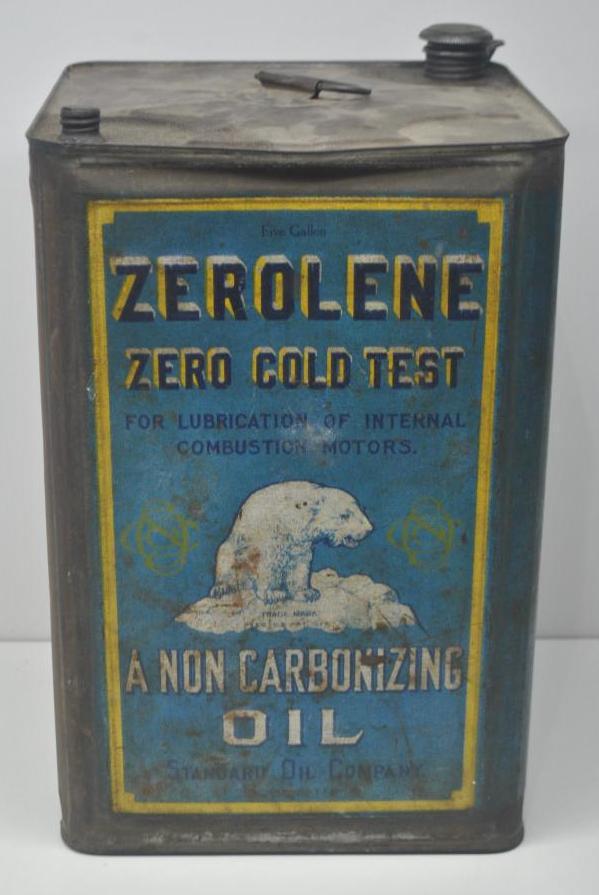 Five Gallon
ZEROLENE
ZERO COLD TEST
FOR LUBRICATION OF INTERNAL
COMBUSTION MOTORS.
TRADE MARK
A NON CARBONIZING
OIL
STANDARD OIL COMPANY